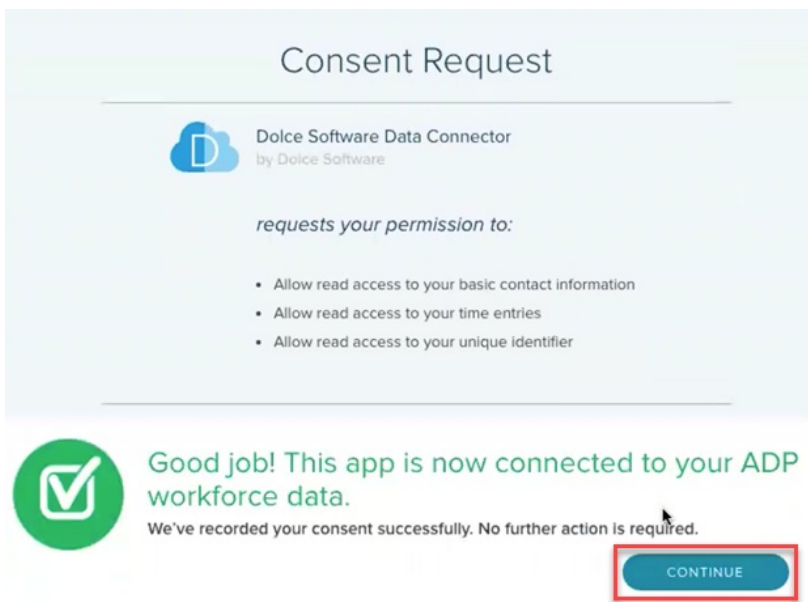 Consent Request
D
Dolce Software Data Connector
by Dolce Software
requests your permission to:
• Allow read access to your basic contact information
• Allow read access to your time entries
• Allow read access to your unique identifier
Good job! This app is now connected to your ADP
workforce data.
We've recorded your consent successfully. No further action is required.
CONTINUE